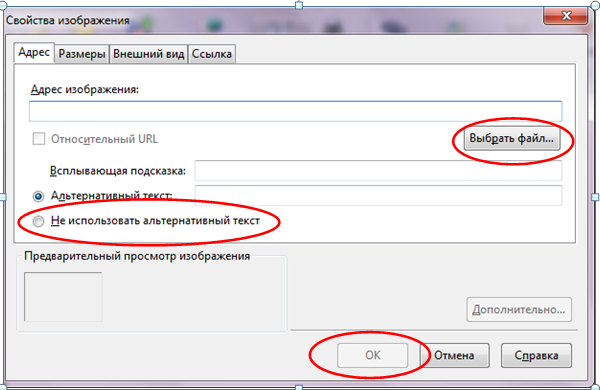 Свойства изображения
Адрес Размеры Внешний вид Ссылка
Адрес изображения:
Относительный URL
Выбрать файл...
Всплывающая подсказка:
Альтернативный текст:
Не использовать альтернативный текст
Предварительный просмотр изображения
Дополнительно...
OK Отмена Справка